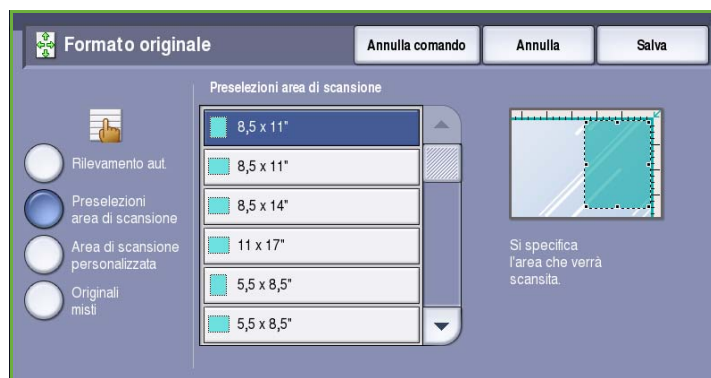 Formato originale
Annulla comando
Annulla
Salva
Preselezioni area di scansione
Rilevamento aut.
Preselezioni
area di scansione
Area di scansione
personalizzata
Originali
misti
8,5 x 11"
8,5 x 11"
8,5 x 14"
11 x 17"
5,5 x 8,5"
5,5 x 8,5"
Si specifica
l'area che verrà
scansita.